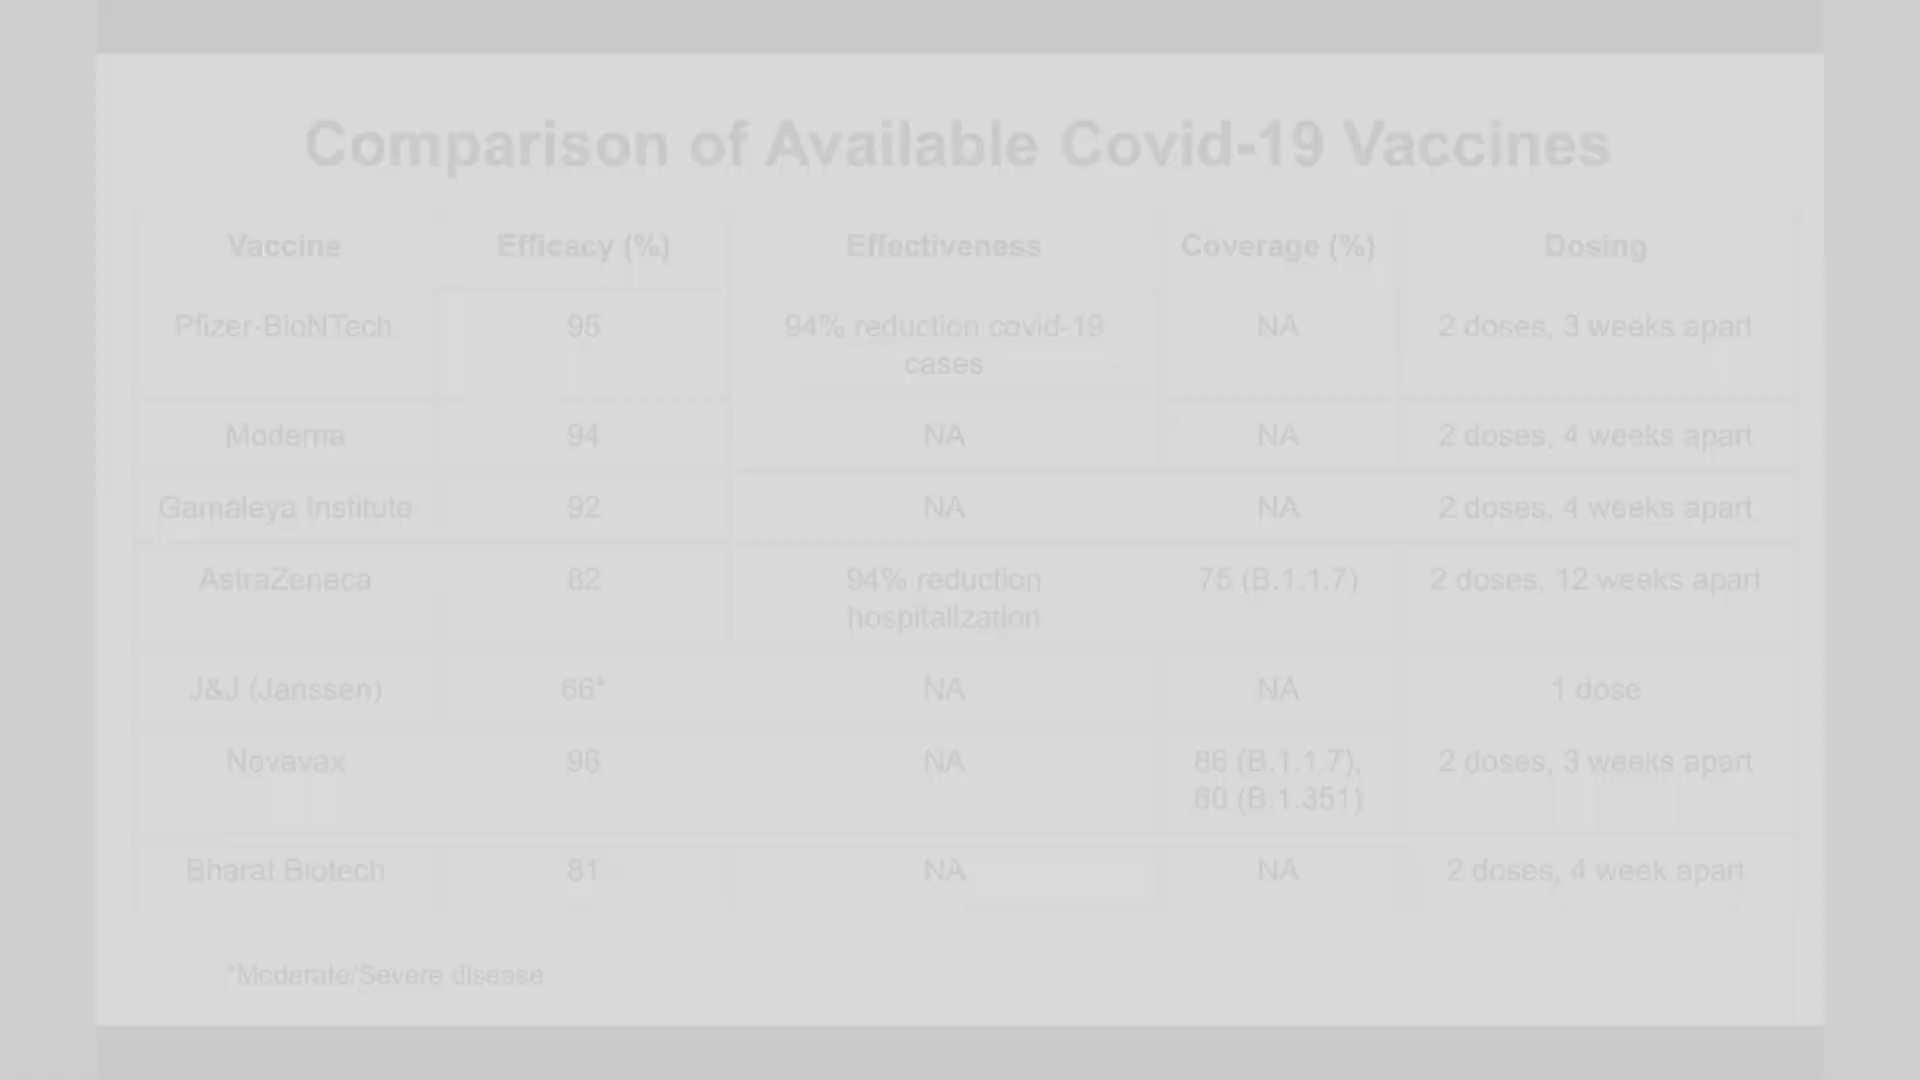 Comparison of Available Covid-19 Vaccines
Vaccine Efficacy (%) Effectiveness Coverage (%) Dosing
Pfizer-BioNTech 95 94% reduction covid-19 cases NA 2 doses, 3 weeks apart
Moderna 94 NA NA 2 doses, 4 weeks apart
Gamaleya Institute 92 NA NA 2 doses, 4 weeks apart
AstraZeneca 82 94% reduction hospitalization 75 (B.1.1.7) 2 doses, 12 weeks apart
J&J (Janssen) 66* NA NA 1 dose
Novavax 96 NA 86 (B.1.1.7), 60 (B.1.351) 2 doses, 3 weeks apart
Bharat Biotech 81 NA NA 2 doses, 4 week apart
*Moderate/Severe disease